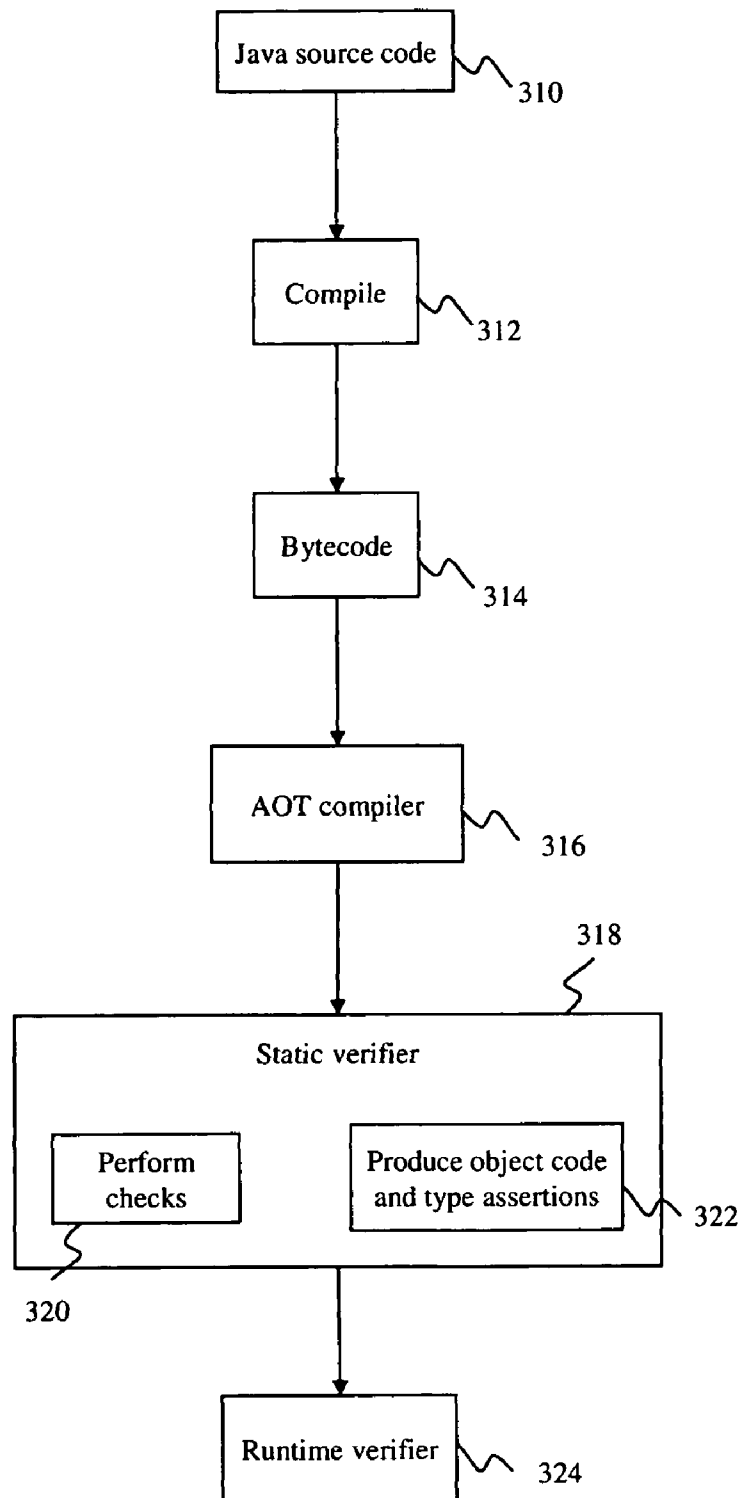 Java source code
310
Compile
312
Bytecode
314
AOT compiler
316
318
Static verifier
Perform
checks
Produce object code
and type assertions
322
320
Runtime verifier
324